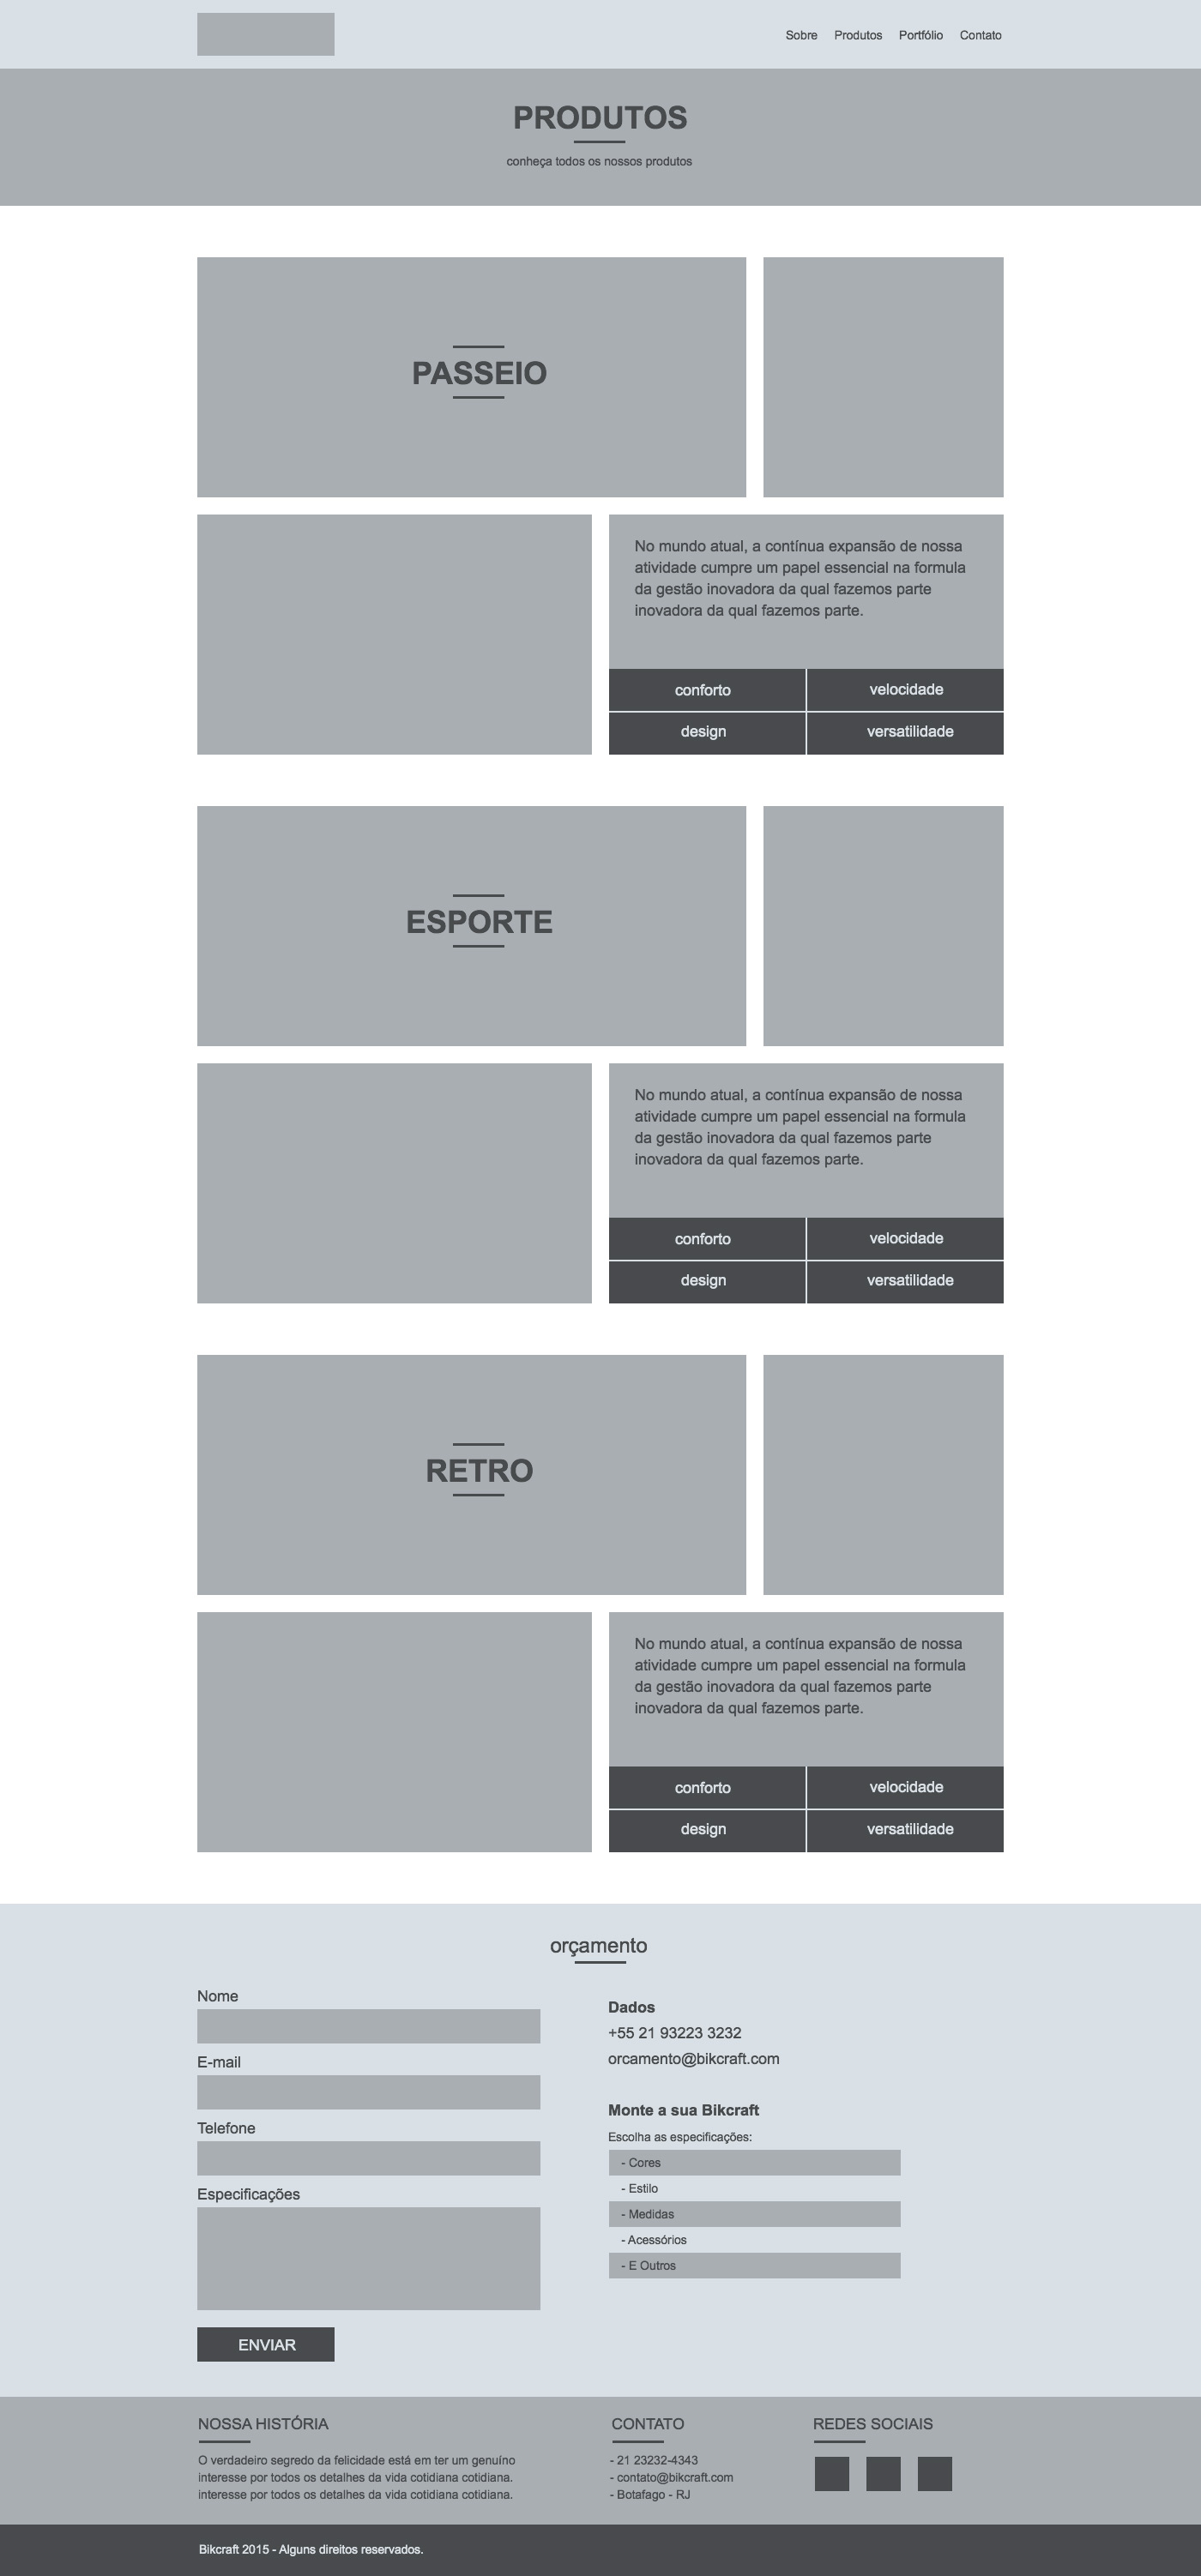 Sobre Produtos Portfólio Contato
PRODUTOS
conheça todos os nossos produtos
PASSEIO
No mundo atual, a contínua expansão de nossa
atividade cumpre um papel essencial na formula
da gestão inovadora da qual fazemos parte
inovadora da qual fazemos parte.
conforto velocidade
design versatilidade
ESPORTE
No mundo atual, a contínua expansão de nossa
atividade cumpre um papel essencial na formula
da gestão inovadora da qual fazemos parte
inovadora da qual fazemos parte.
conforto velocidade
design versatilidade
RETRO
No mundo atual, a contínua expansão de nossa
atividade cumpre um papel essencial na formula
da gestão inovadora da qual fazemos parte
inovadora da qual fazemos parte.
conforto velocidade
design versatilidade
orçamento
Nome
E-mail
Telefone
Especificações
ENVIAR
Dados
+55 21 93223 3232
orcamento@bikcraft.com
Monte a sua Bikcraft
Escolha as especificações:
- Cores
- Estilo
- Medidas
- Acessórios
- E Outros
NOSSA HISTÓRIA
O verdadeiro segredo da felicidade está em ter um genuíno
interesse por todos os detalhes da vida cotidiana cotidiana.
interesse por todos os detalhes da vida cotidiana cotidiana.
CONTATO
- 21 23232-4343
- contato@bikcraft.com
- Botafago - RJ
REDES SOCIAIS
Bikcraft 2015 - Alguns direitos reservados.